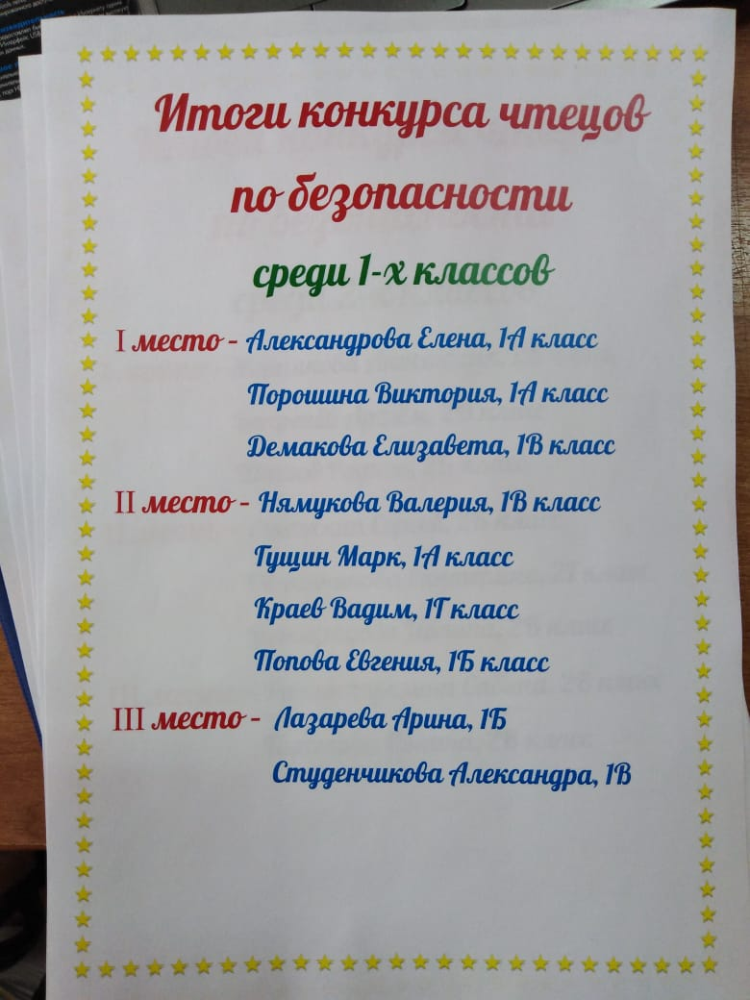 Итоги конкурса чтецов
по безопасности
среди 1-х классов
I место - Александрова Елена, 1А класс
Порошина Виктория, 1А класс
Демакова Елизавета, 1В класс
II место - Нямукова Валерия, 1В класс
Гущин Марк, 1А класс
Краев Вадим, 1Г класс
Попова Евгения, 1Б класс
III место - Лазарева Арина, 1Б
Студенчикова Александра, 1В